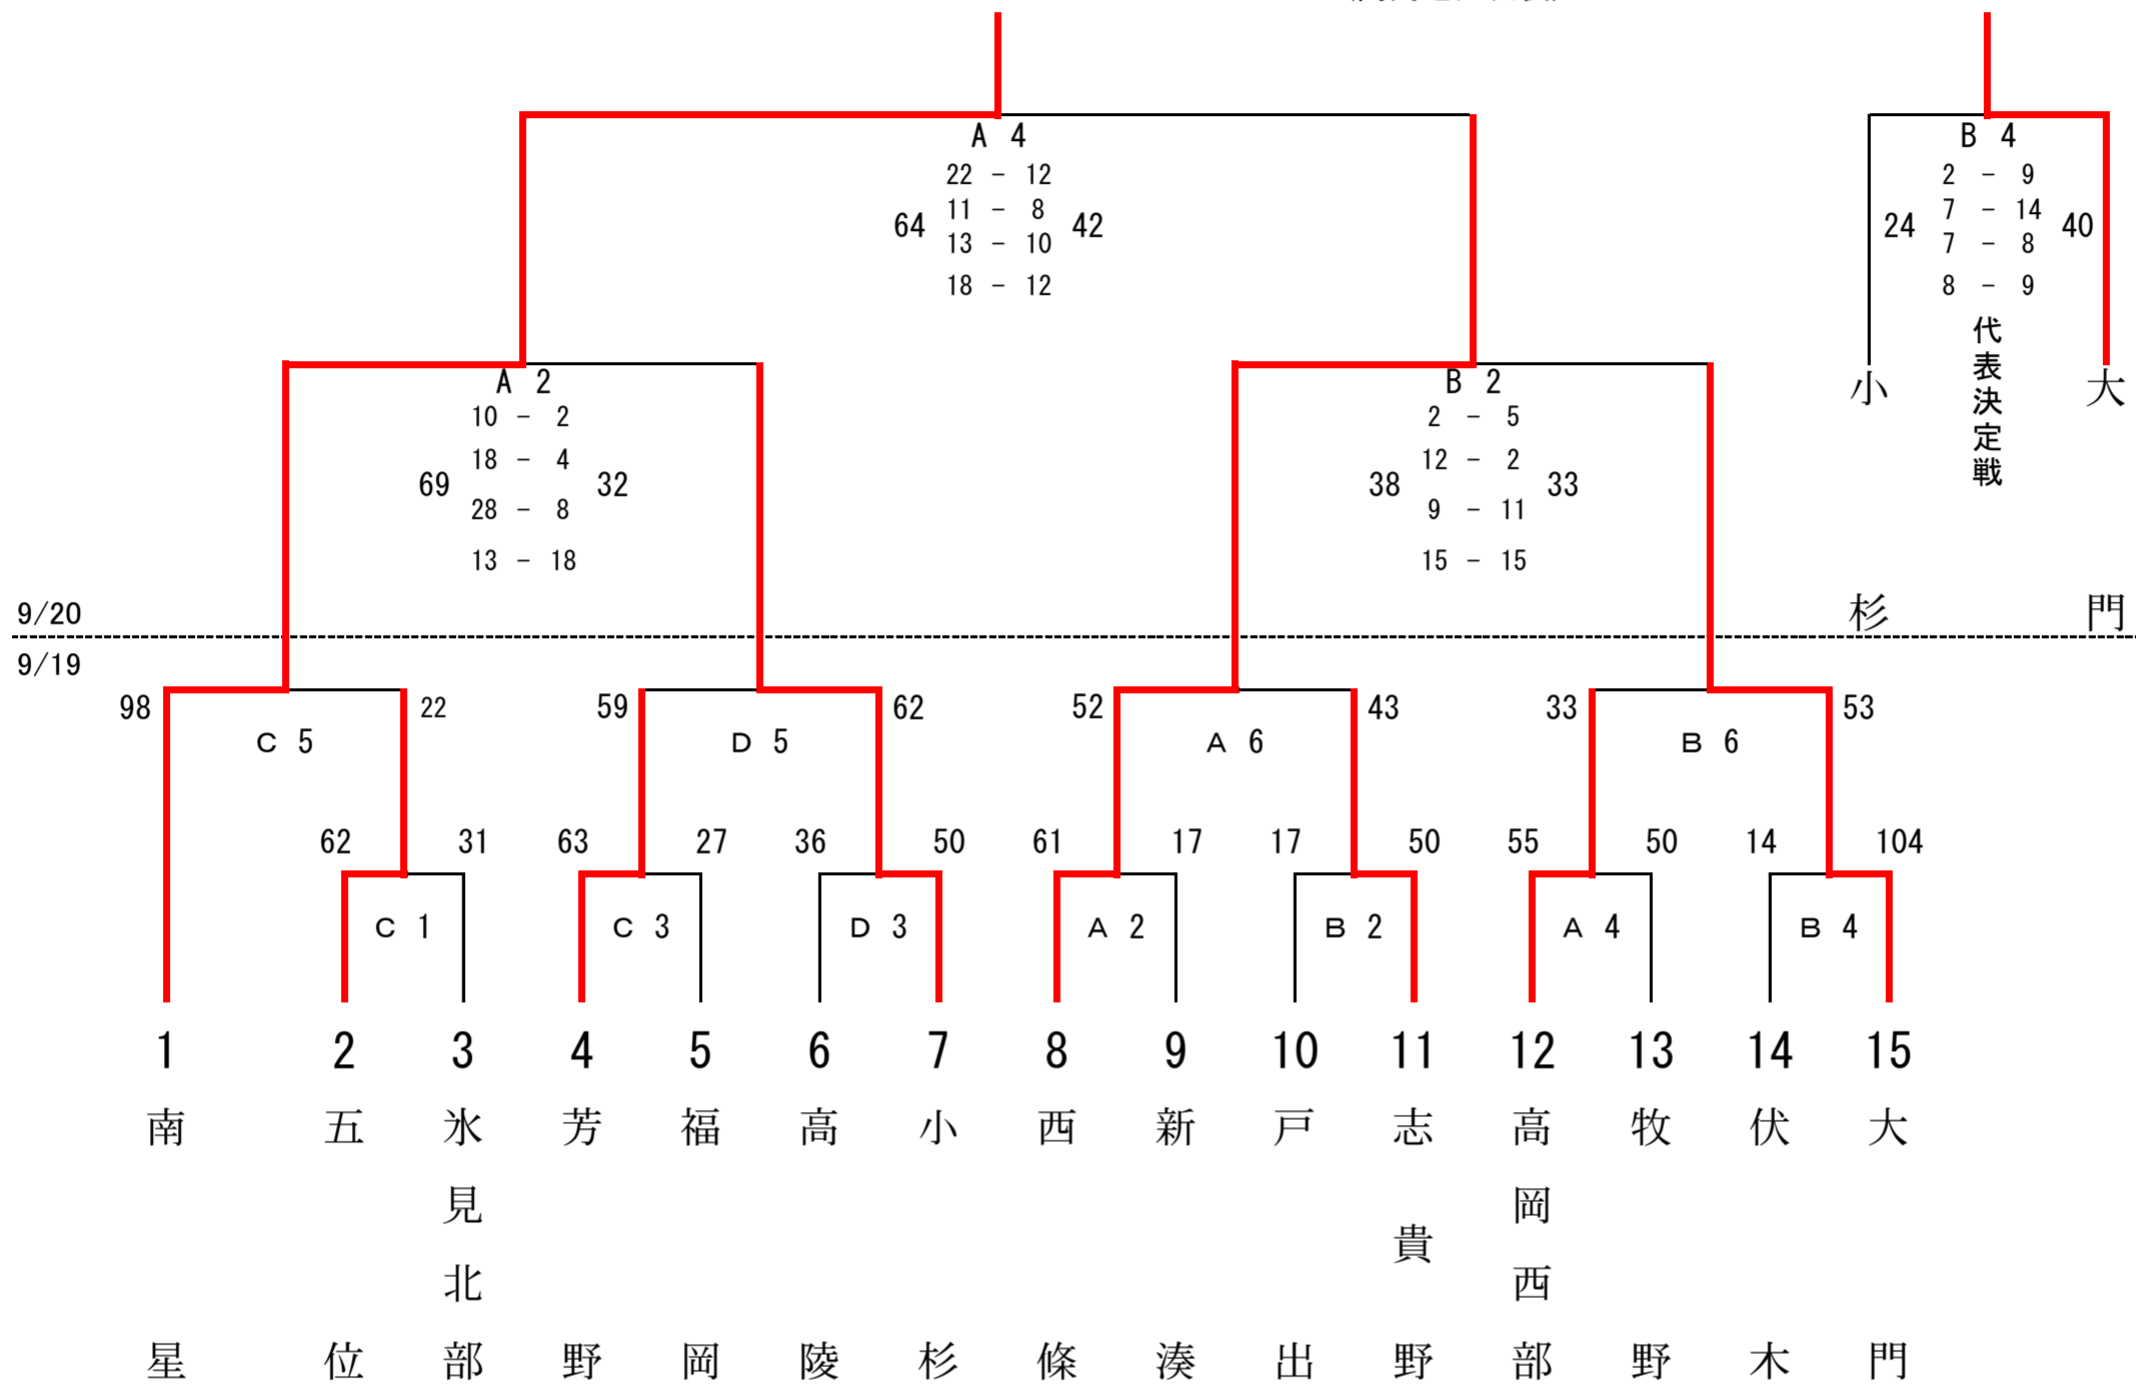 A 4
22 - 12
64 11 - 8 42
13 - 10
18 - 12
B 4
2 - 9
24 7 - 14 40
7 - 8
8 - 9
代表決定戦
小杉
大門
A 2
10 - 2
18 - 4
69 32
28 - 8
13 - 18
B 2
2 - 5
12 - 2
38 33
9 - 11
15 - 15
9/20
9/19
98 22 59 62 52 43 33 53
C 5 D 5 A 6 B 6
62 31 63 27 36 50 61 17 17 50 55 50 14 104
C 1 C 3 D 3 A 2 B 2 A 4 B 4
1 2 3 4 5 6 7 8 9 10 11 12 13 14 15
南星
五位
氷見北部
芳野
福岡
高陵
小杉
西條
新湊
戸出
志貴野
高岡西部
牧野
伏木
大門